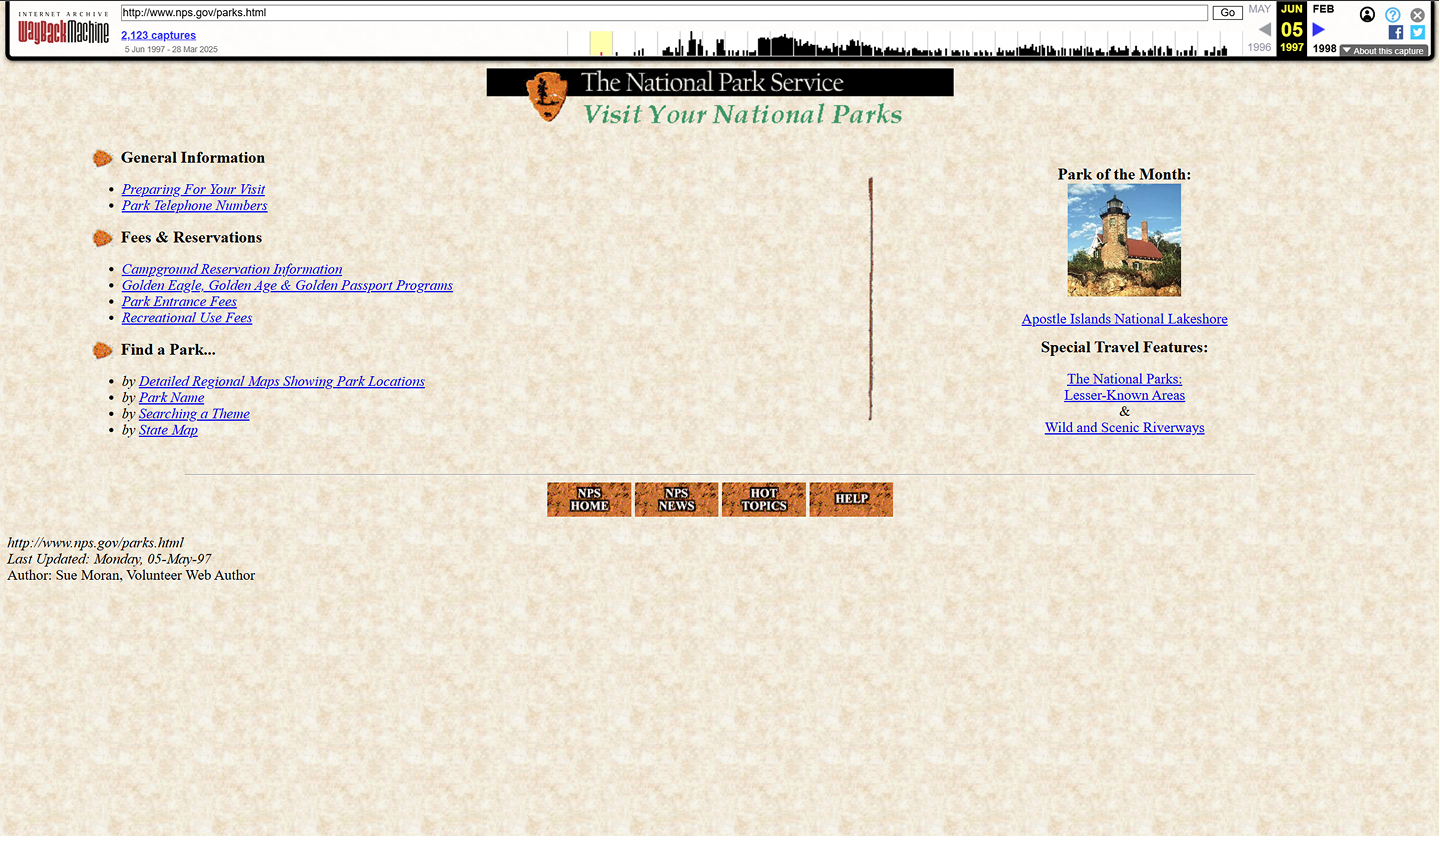 INTERNET ARCHIVE
WayBackMachine
http://www.nps.gov/parks.html
Go
MAY
JUN
FEB
2,123 captures
05
5 Jun 1997 - 28 Mar 2025
1996
1997
1998
About this capture
The National Park Service
Visit Your National Parks
General Information
Preparing For Your Visit
Park Telephone Numbers
Fees & Reservations
Campground Reservation Information
Golden Eagle, Golden Age & Golden Passport Programs
Park Entrance Fees
Recreational Use Fees
Find a Park...
by Detailed Regional Maps Showing Park Locations
by Park Name
by Searching a Theme
by State Map
Park of the Month:
Apostle Islands National Lakeshore
Special Travel Features:
The National Parks:
Lesser-Known Areas
&
Wild and Scenic Riverways
NPS
HOME
NPS
NEWS
HOT
TOPICS
HELP
http://www.nps.gov/parks.html
Last Updated: Monday, 05-May-97
Author: Sue Moran, Volunteer Web Author